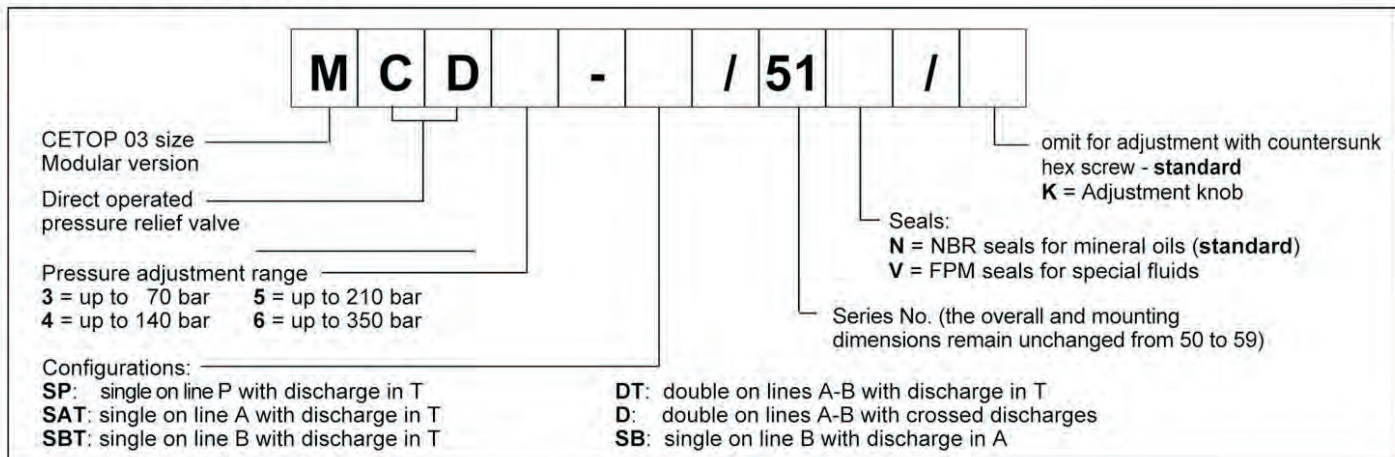 M C D - / 51 /
CETOP 03 size
Modular version
Direct operated
pressure relief valve
Pressure adjustment range
3 = up to 70 bar 5 = up to 210 bar
4 = up to 140 bar 6 = up to 350 bar
Configurations:
SP: single on line P with discharge in T
SAT: single on line A with discharge in T
SBT: single on line B with discharge in T
DT: double on lines A-B with discharge in T
D: double on lines A-B with crossed discharges
SB: single on line B with discharge in A
omit for adjustment with countersunk
hex screw - standard
K = Adjustment knob
Seals:
N = NBR seals for mineral oils (standard)
V = FPM seals for special fluids
Series No. (the overall and mounting
dimensions remain unchanged from 50 to 59)